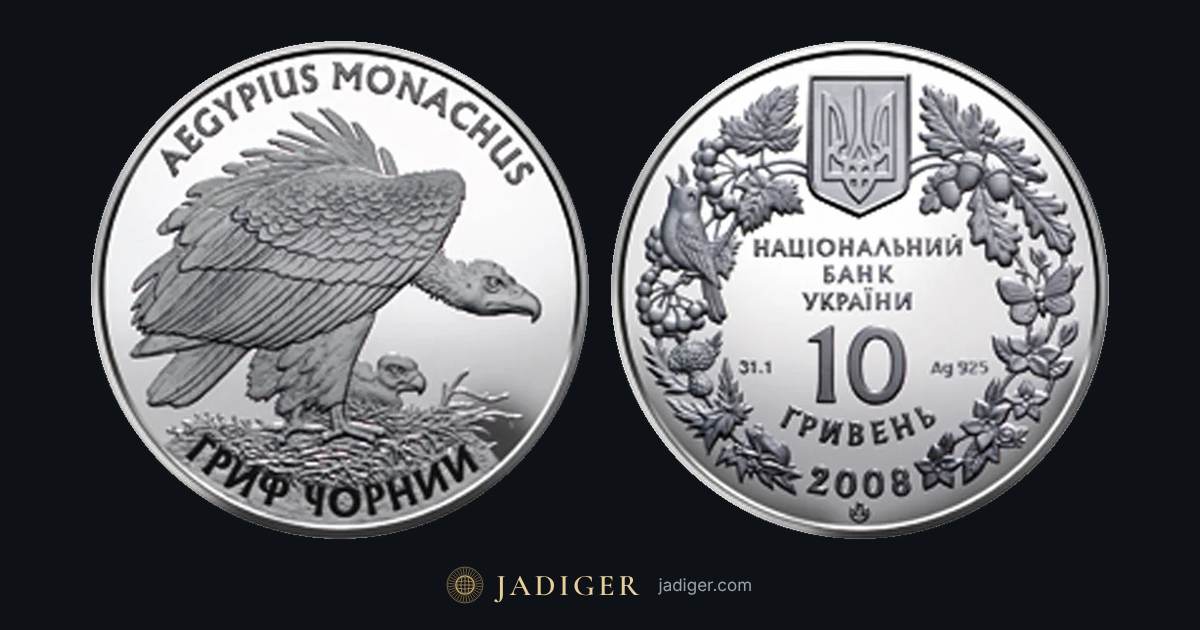 AEGYPIUS MONACHUS
ГРИФ ЧОРНИЙ
НАЦІОНАЛЬНИЙ
БАНК
УКРАЇНИ
31.1
10
Ag 925
ГРИВЕНЬ
2008
JADIGER
jadiger.com